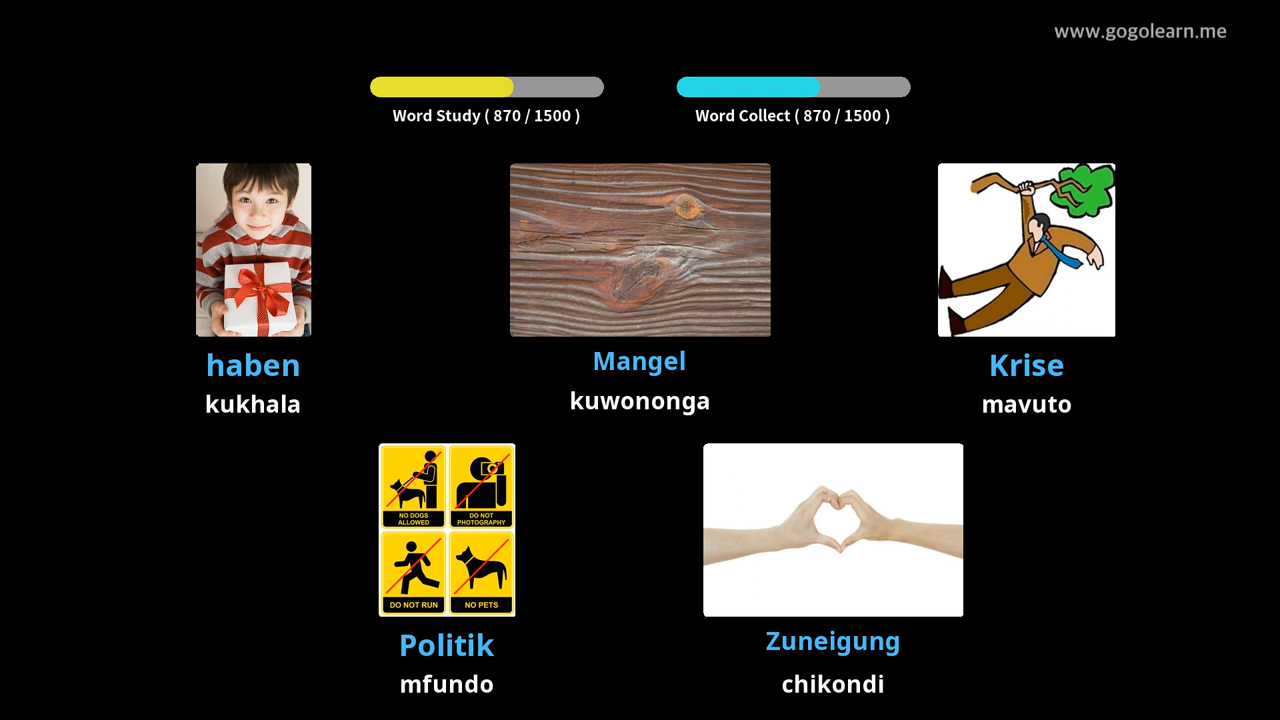 www.gogolearn.me
Word Study ( 870 / 1500 )
Word Collect ( 870 / 1500 )
haben
kukhala
Mangel
kuwononga
Krise
mavuto
NO DOGS
ALLOWED
DO NOT
PHOTOGRAPHY
DO NOT RUN
NO PETS
Politik
mfundo
Zuneigung
chikondi